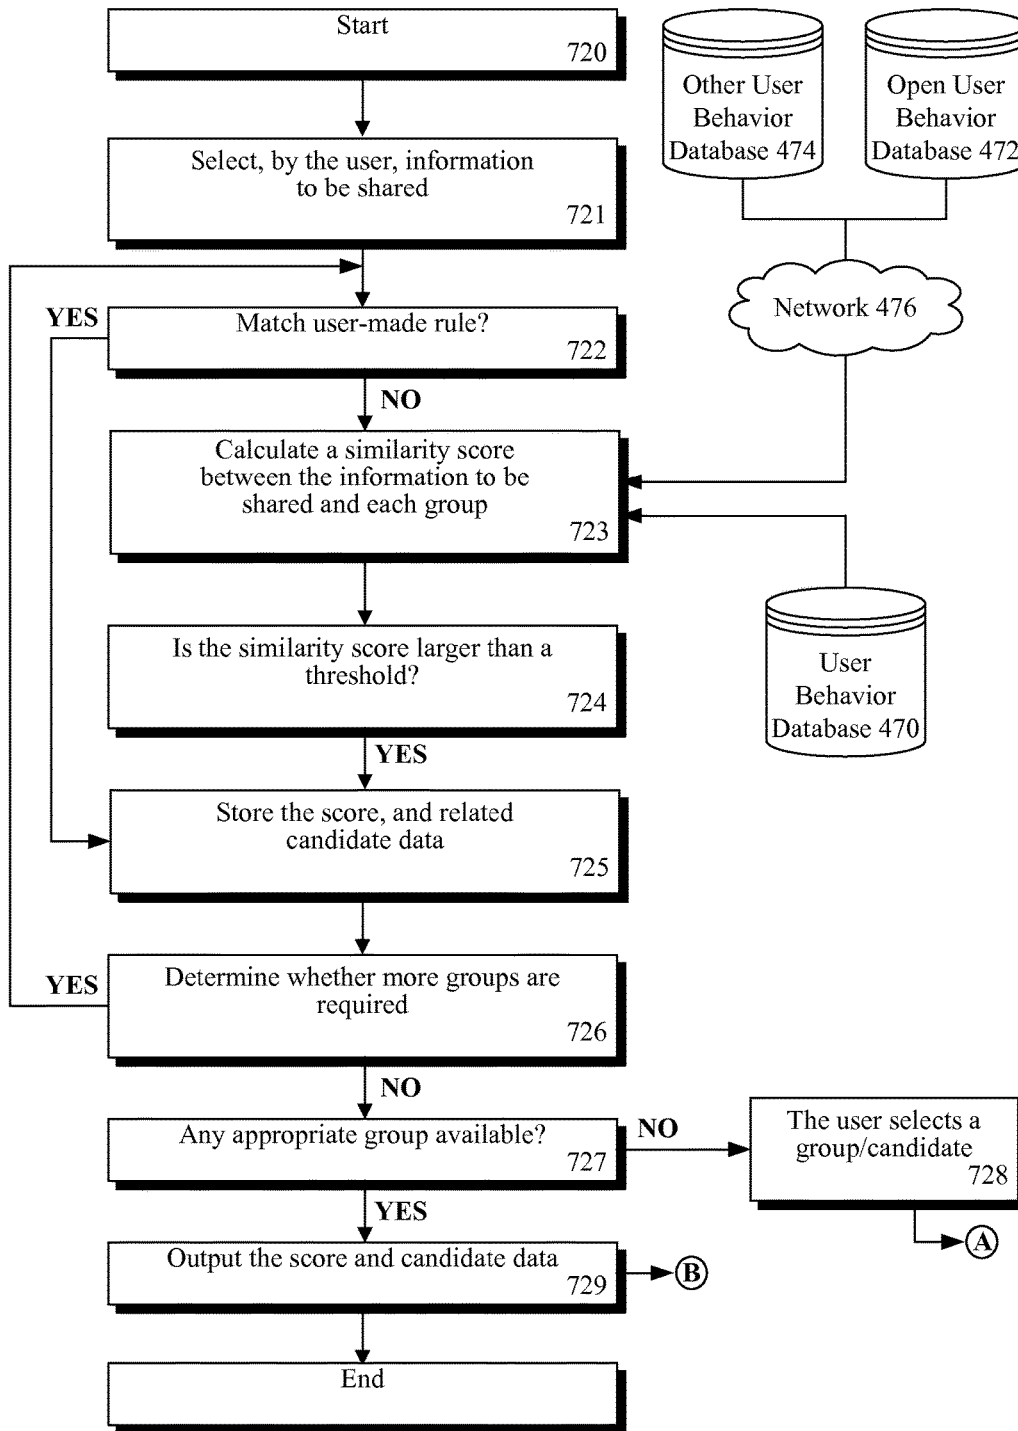 Start
720
Other User
Behavior
Database 474
Open User
Behavior
Database 472
Select, by the user, information
to be shared
721
Network 476
YES
Match user-made rule?
722
NO
Calculate a similarity score
between the information to be
shared and each group
723
Is the similarity score larger than a
threshold?
724
User
Behavior
Database 470
YES
Store the score, and related
candidate data
725
YES
Determine whether more groups are
required
726
NO
Any appropriate group available?
727
NO
The user selects a
group/candidate
728
A
YES
Output the score and candidate data
729
B
End